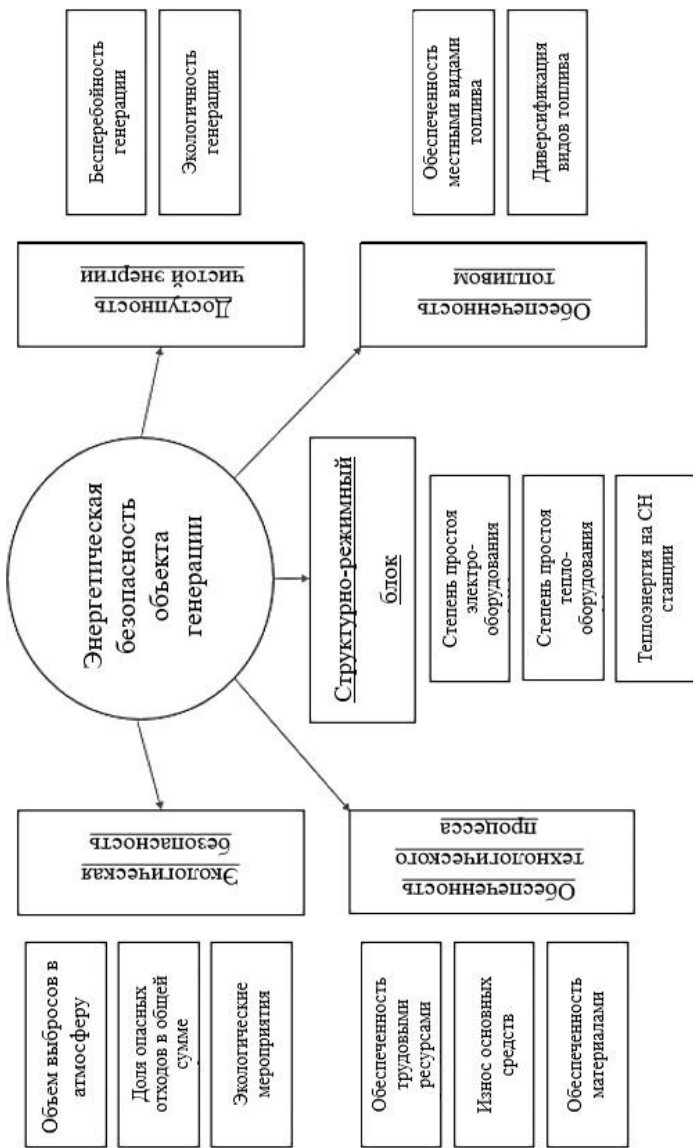 Энергетическая
безопасность
объекта
генерации
Экологическая
безопасность
Объем выбросов в
атмосферу
Доля опасных
отходов в общей
сумме
Экологические
мероприятия
Обеспеченность
технологического
процесса
Обеспеченность
трудовыми
ресурсами
Износ основных
средств
Обеспеченность
материалами
Структурно-режимный
блок
Степень простоя
электро-
оборудования
Степень простоя
тепло-
оборудования
Теплоэнергия на СН
станции
Доступность
чистой энергии
Бесперебойность
генерации
Экологичность
генерации
Обеспеченность
топливом
Обеспеченность
местными видами
топлива
Диверсификация
видов топлива